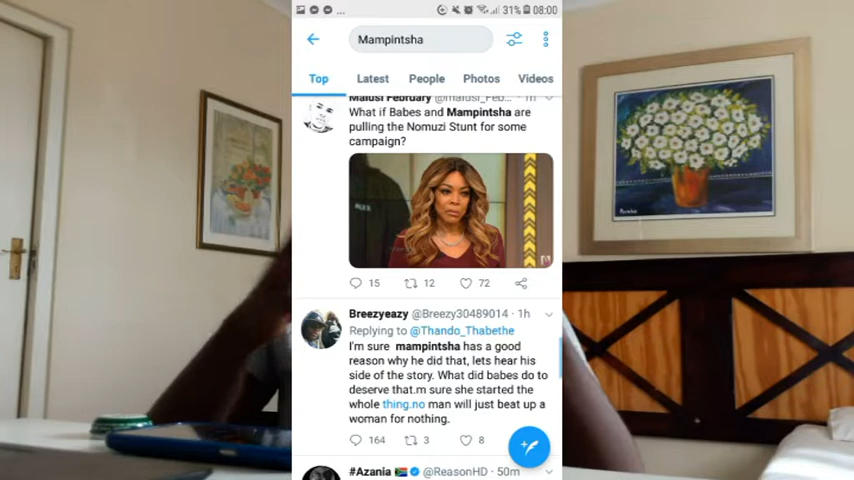 31% 08:00
Mampintsha
Top Latest People Photos Videos
Malusi February @malusi_Feb... · 1h
What if Babes and Mampintsha are
pulling the Nomuzi Stunt for some
campaign?
15 12 72
Breezyeazy @Breezy30489014 · 1h
Replying to @Thando_Thabethe
I'm sure mampintsha has a good
reason why he did that, lets hear his
side of the story. What did babes do to
deserve that.m sure she started the
whole thing.no man will just beat up a
woman for nothing.
164 3 8
#Azania 🇿🇦 @ReasonHD · 50m